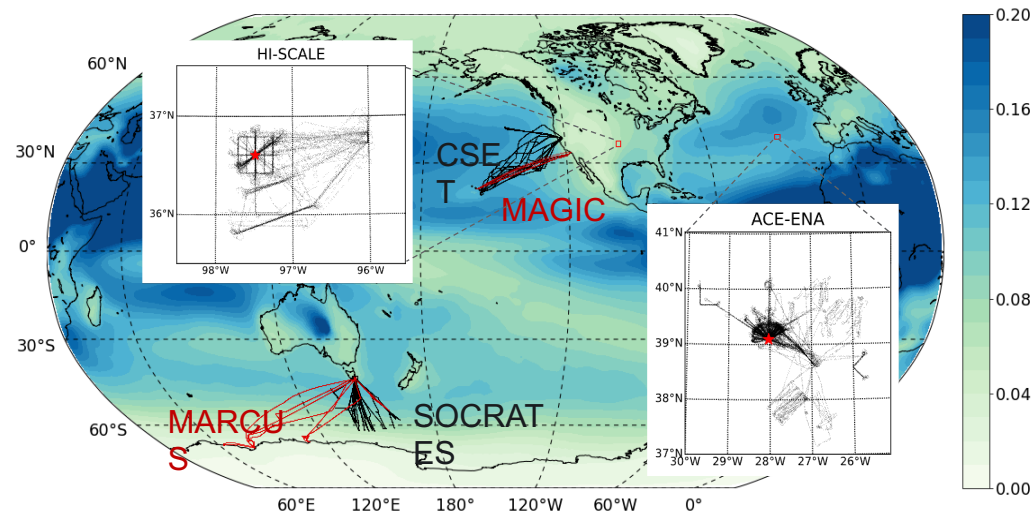 0.20
HI-SCALE
60°N
37°N
0.16
30°N
CSE
T
MAGIC
36°N
0.12
ACE-ENA
0°
41°N
98°W 97°W 96°W
40°N
0.08
30°S
39°N
38°N
0.04
MARCU
S
SOCRAT
ES
60°S
37°N
30°W 29°W 28°W 27°W 26°W
0.00
60°E 120°E 180° 120°W 60°W 0°